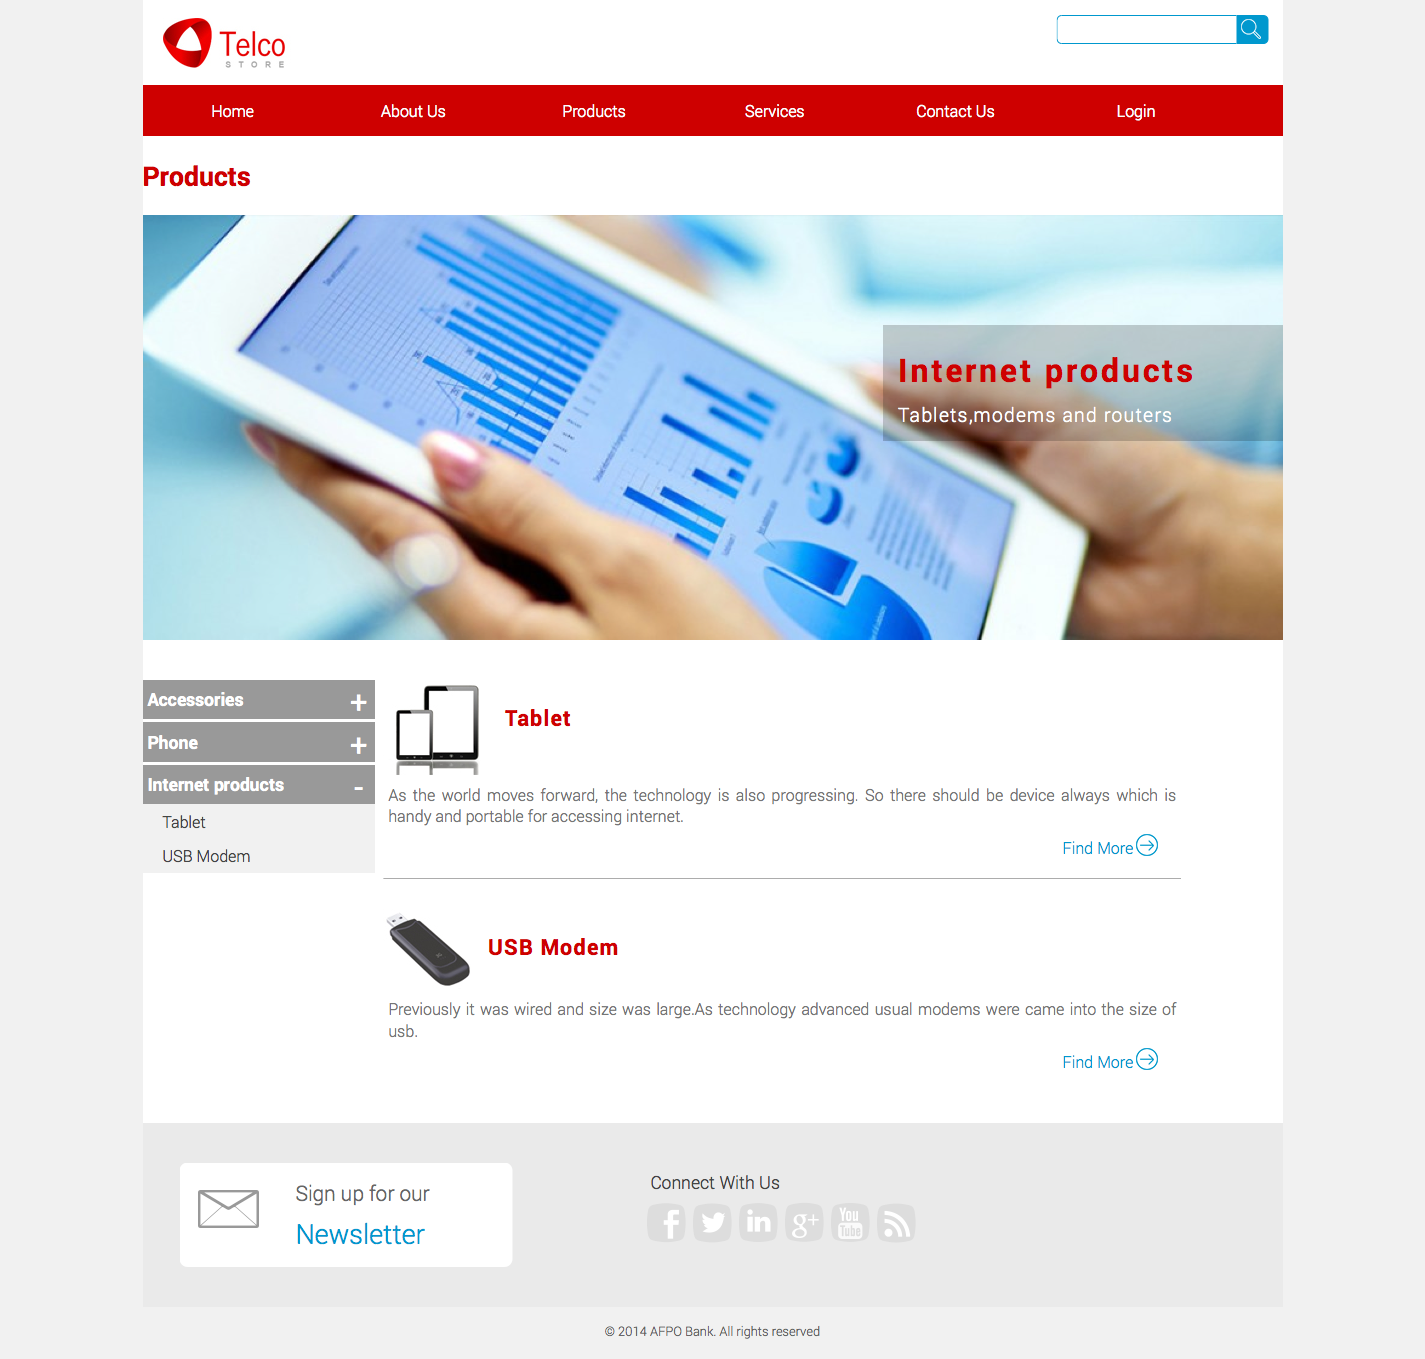 Telco
STORE
Home About Us Products Services Contact Us Login
Products
Internet products
Tablets,modems and routers
Accessories +
Phone +
Internet products -
Tablet
USB Modem
Tablet
As the world moves forward, the technology is also progressing. So there should be device always which is
handy and portable for accessing internet.
Find More
USB Modem
Previously it was wired and size was large.As technology advanced usual modems were came into the size of
usb.
Find More
Sign up for our
Newsletter
Connect With Us
f in g+ You Tube
© 2014 AFPO Bank. All rights reserved